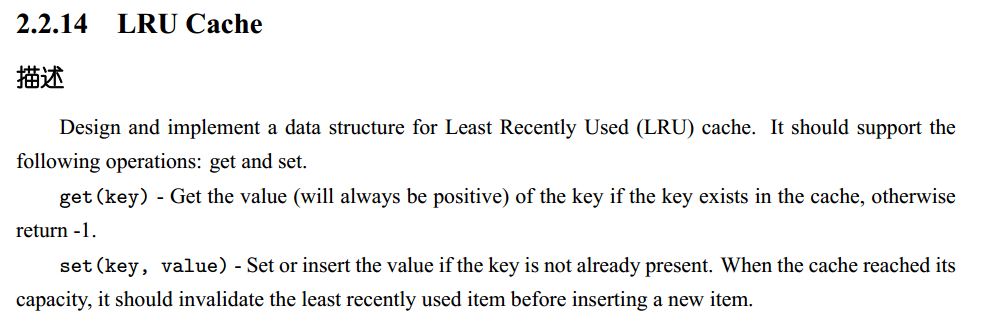 2.2.14 LRU Cache
描述
Design and implement a data structure for Least Recently Used (LRU) cache. It should support the
following operations: get and set.
get(key) - Get the value (will always be positive) of the key if the key exists in the cache, otherwise
return -1.
set(key, value) - Set or insert the value if the key is not already present. When the cache reached its
capacity, it should invalidate the least recently used item before inserting a new item.